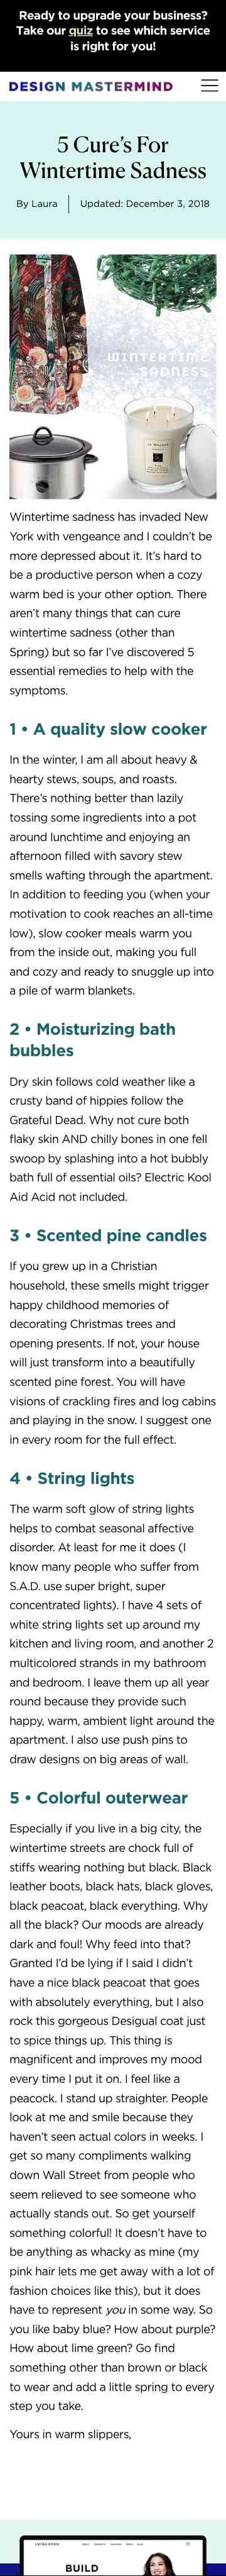 Ready to upgrade your business?
Take our quiz to see which service
is right for you!
DESIGN MASTERMIND
5 Cure's For
Wintertime Sadness
By Laura
Updated: December 3, 2018
WINTERTIME
SADNESS
Wintertime sadness has invaded New
York with vengeance and I couldn't be
more depressed about it. It's hard to
be a productive person when a cozy
warm bed is your other option. There
aren't many things that can cure
wintertime sadness (other than
Spring) but so far I've discovered 5
essential remedies to help with the
symptoms.
1 • A quality slow cooker
In the winter, I am all about heavy &
hearty stews, soups, and roasts.
There's nothing better than lazily
tossing some ingredients into a pot
around lunchtime and enjoying an
afternoon filled with savory stew
smells wafting through the apartment.
In addition to feeding you (when your
motivation to cook reaches an all-time
low), slow cooker meals warm you
from the inside out, making you full
and cozy and ready to snuggle up into
a pile of warm blankets.
2 • Moisturizing bath
bubbles
Dry skin follows cold weather like a
crusty band of hippies follow the
Grateful Dead. Why not cure both
flaky skin AND chilly bones in one fell
swoop by splashing into a hot bubbly
bath full of essential oils? Electric Kool
Aid Acid not included.
3 • Scented pine candles
If you grew up in a Christian
household, these smells might trigger
happy childhood memories of
decorating Christmas trees and
opening presents. If not, your house
will just transform into a beautifully
scented pine forest. You will have
visions of crackling fires and log cabins
and playing in the snow. I suggest one
in every room for the full effect.
4 • String lights
The warm soft glow of string lights
helps to combat seasonal affective
disorder. At least for me it does (I
know many people who suffer from
S.A.D. use super bright, super
concentrated lights). I have 4 sets of
white string lights set up around my
kitchen and living room, and another 2
multicolored strands in my bathroom
and bedroom. I leave them up all year
round because they provide such
happy, warm, ambient light around the
apartment. I also use push pins to
draw designs on big areas of wall.
5 • Colorful outerwear
Especially if you live in a big city, the
wintertime streets are chock full of
stiffs wearing nothing but black. Black
leather boots, black hats, black gloves,
black peacoat, black everything. Why
all the black? Our moods are already
dark and foul! Why feed into that?
Granted I'd be lying if I said I didn't
have a nice black peacoat that goes
with absolutely everything, but I also
rock this gorgeous Desigual coat just
to spice things up. This thing is
magnificent and improves my mood
every time I put it on. I feel like a
peacock. I stand up straighter. People
look at me and smile because they
haven't seen actual colors in weeks. I
get so many compliments walking
down Wall Street from people who
seem relieved to see someone who
actually stands out. So get yourself
something colorful! It doesn't have to
be anything as whacky as mine (my
pink hair lets me get away with a lot of
fashion choices like this), but it does
have to represent you in some way. So
you like baby blue? How about purple?
How about lime green? Go find
something other than brown or black
to wear and add a little spring to every
step you take.
Yours in warm slippers,
BUILD